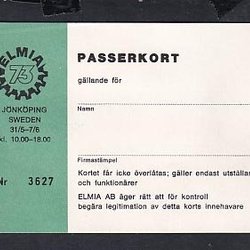 ELMIA
73
JÖNKÖPING
SWEDEN
31/5-7/6
kl. 10.00-18.00
Nr 3627
PASSERKORT
gällande för
Namn
Firmastämpel
Kortet får icke överlåtas; gäller endast utställar
och funktionärer
ELMIA AB äger rätt att för kontroll
begära legitimation av detta korts innehavare